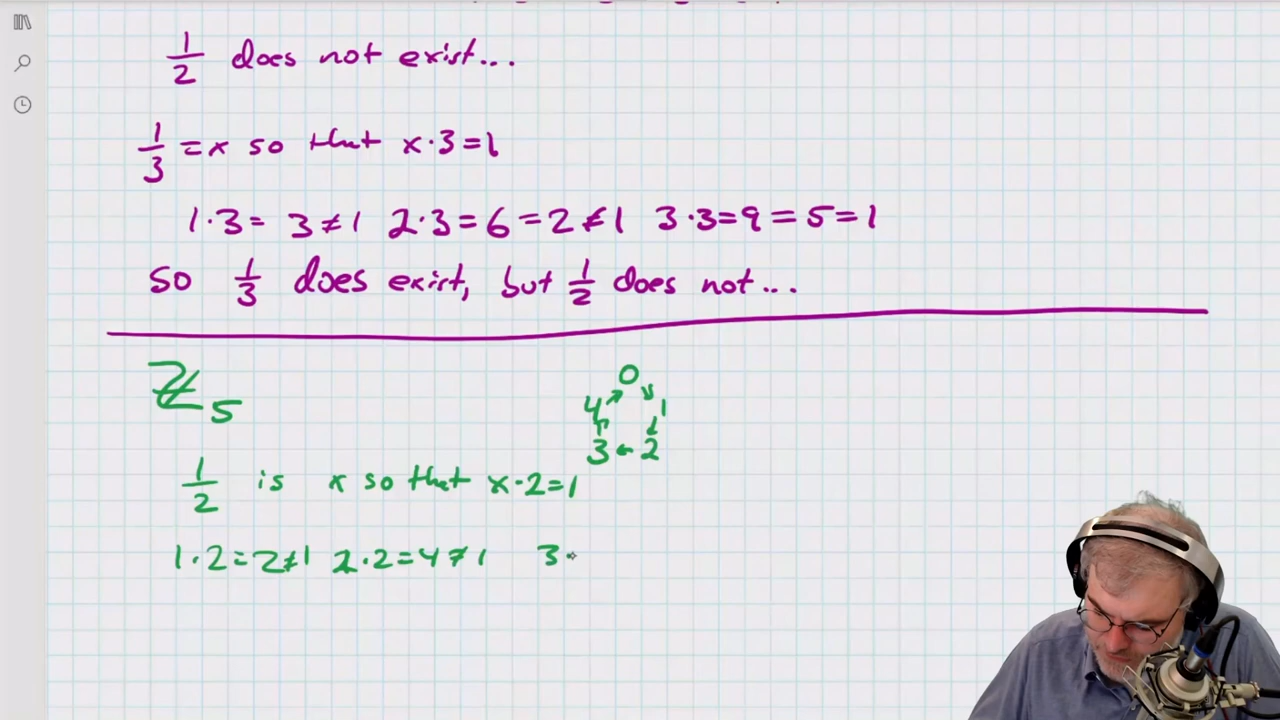 1/2 does not exist...
1/3 = x so that x·3=1
1·3= 3≠1 2·3=6=2≠1 3·3=9=5=1
So 1/3 does exist, but 1/2 does not...
ℤ5
0
4 1
3 2
1/2 is x so that x·2=1
1·2=2≠1 2·2=4≠1 3·